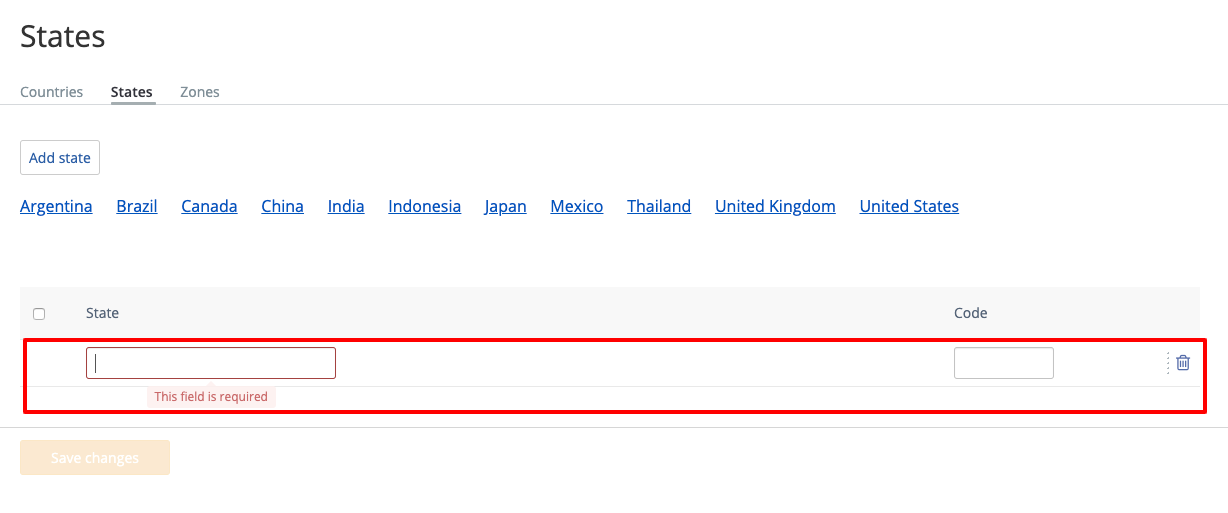 States
Countries States Zones
Add state
Argentina Brazil Canada China India Indonesia Japan Mexico Thailand United Kingdom United States
State Code
This field is required
Save changes